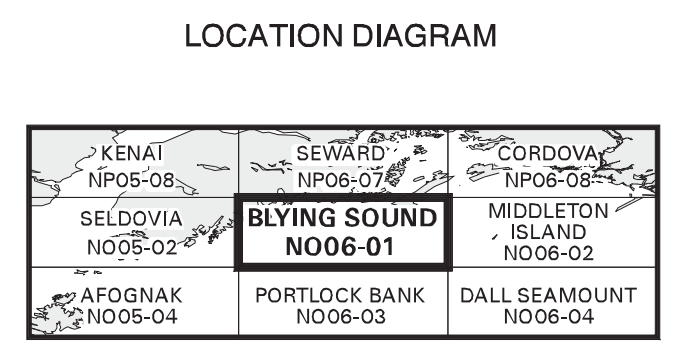 LOCATION DIAGRAM
KENAI
NP05-08
SEWARD
NP06-07
CORDOVA
NP06-08
SELDOVIA
NO05-02
BLYING SOUND
NO06-01
MIDDLETON
ISLAND
NO06-02
AFOGNAK
NO05-04
PORTLOCK BANK
NO06-03
DALL SEAMOUNT
NO06-04